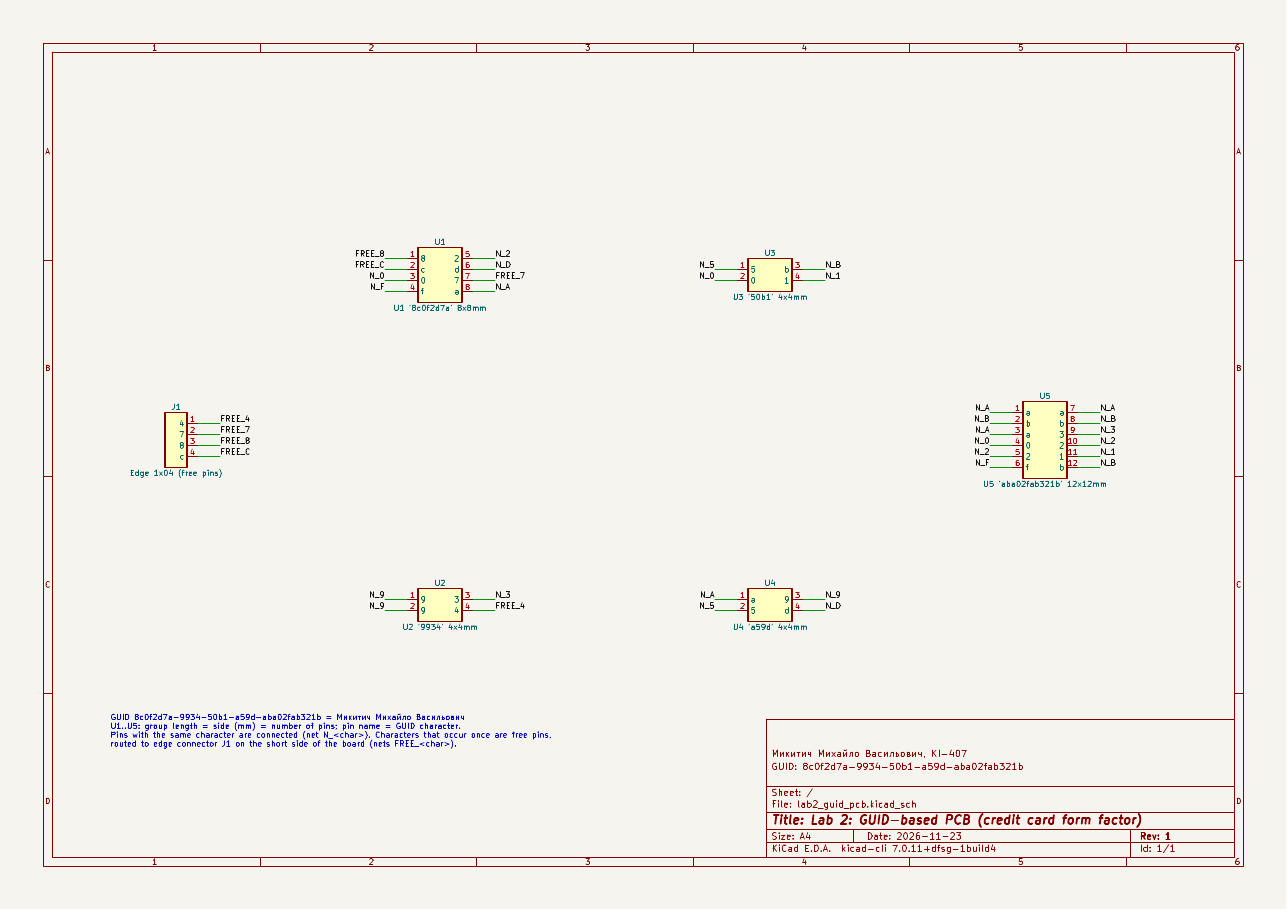 1 2 3 4 5 6
A A
U1
FREE_8 1 8 2 5 N_2
FREE_C 2 c d 6 N_D
N_0 3 0 7 7 FREE_7
N_F 4 f a 8 N_A
U1 '8c0f2d7a' 8x8mm
U3
N_5 1 5 b 3 N_B
N_0 2 0 1 4 N_1
U3 '50b1' 4x4mm
B B
J1
4 1 FREE_4
7 2 FREE_7
8 3 FREE_8
c 4 FREE_C
Edge 1x04 (free pins)
U5
N_A 1 a a 7 N_A
N_B 2 b b 8 N_B
N_A 3 a 3 9 N_3
N_0 4 0 2 10 N_2
N_2 5 2 1 11 N_1
N_F 6 f b 12 N_B
U5 'aba02fab321b' 12x12mm
C C
U2
N_9 1 9 3 3 N_3
N_9 2 9 4 4 FREE_4
U2 '9934' 4x4mm
U4
N_A 1 a 9 3 N_9
N_5 2 5 d 4 N_D
U4 'a59d' 4x4mm
GUID 8c0f2d7a-9934-50b1-a59d-aba02fab321b = Микитич Михайло Васильович
U1..U5: group length = side (mm) = number of pins; pin name = GUID character.
Pins with the same character are connected (net N_<char>). Characters that occur once are free pins,
routed to edge connector J1 on the short side of the board (nets FREE_<char>).
Микитич Михайло Васильович, КІ-407
GUID: 8c0f2d7a-9934-50b1-a59d-aba02fab321b
Sheet: /
File: lab2_guid_pcb.kicad_sch
Title: Lab 2: GUID-based PCB (credit card form factor)
Size: A4 Date: 2026-11-23 Rev: 1
KiCad E.D.A. kicad-cli 7.0.11+dfsg-1build4 Id: 1/1
D D
1 2 3 4 5 6